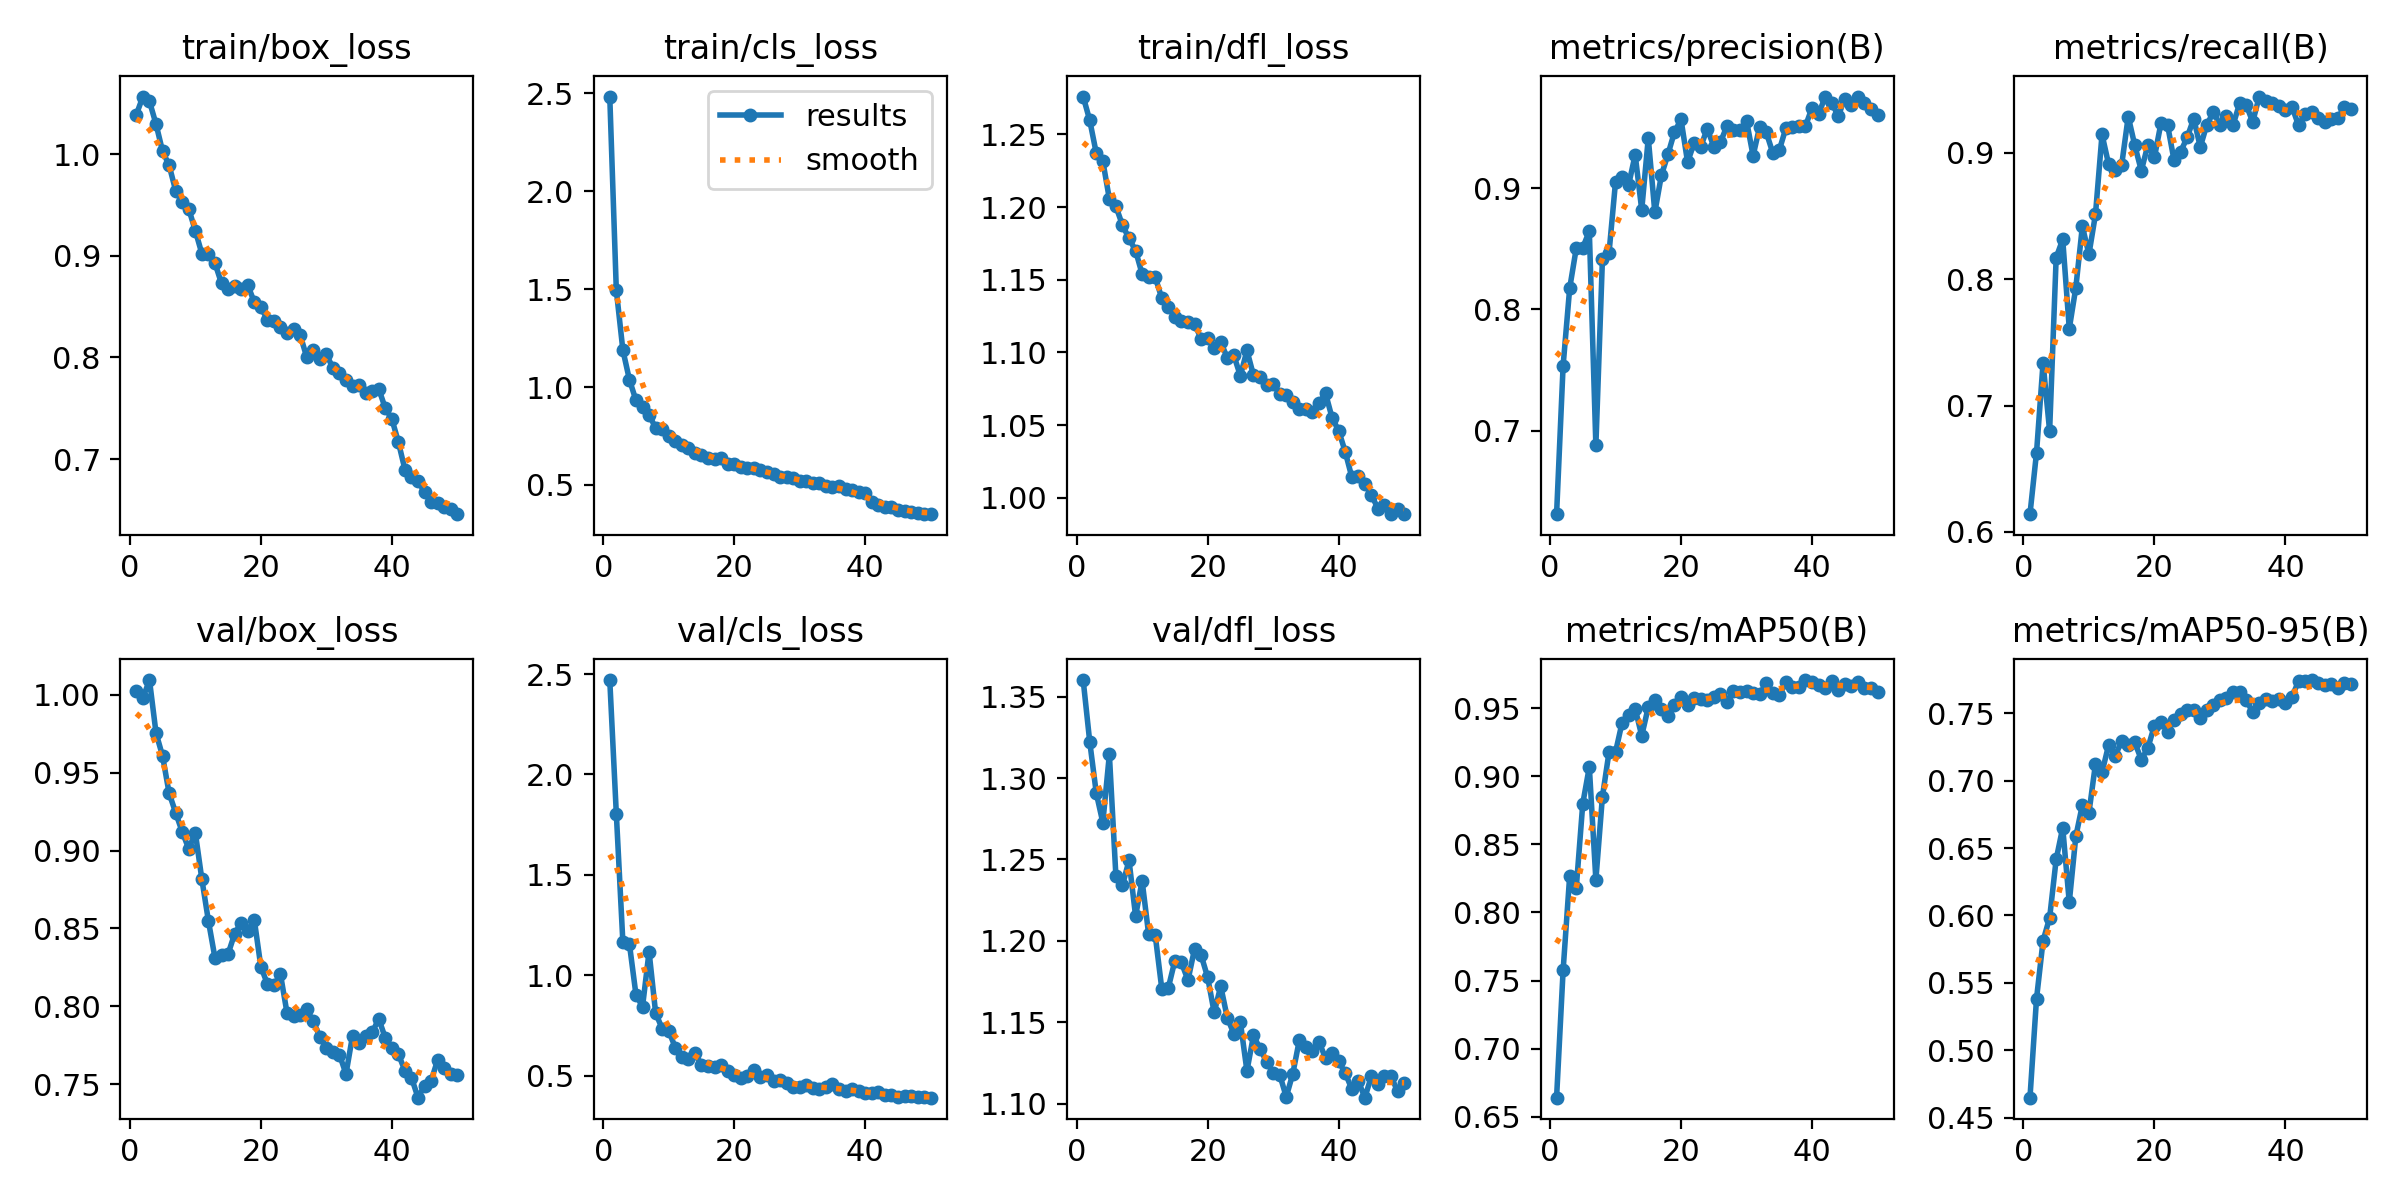 train/box_loss
1.0
0.9
0.8
0.7
0 20 40
train/cls_loss
results
smooth
2.5
2.0
1.5
1.0
0.5
0 20 40
train/dfl_loss
1.25
1.20
1.15
1.10
1.05
1.00
0 20 40
metrics/precision(B)
0.9
0.8
0.7
0 20 40
metrics/recall(B)
0.9
0.8
0.7
0.6
0 20 40
val/box_loss
1.00
0.95
0.90
0.85
0.80
0.75
0 20 40
val/cls_loss
2.5
2.0
1.5
1.0
0.5
0 20 40
val/dfl_loss
1.35
1.30
1.25
1.20
1.15
1.10
0 20 40
metrics/mAP50(B)
0.95
0.90
0.85
0.80
0.75
0.70
0.65
0 20 40
metrics/mAP50-95(B)
0.75
0.70
0.65
0.60
0.55
0.50
0.45
0 20 40